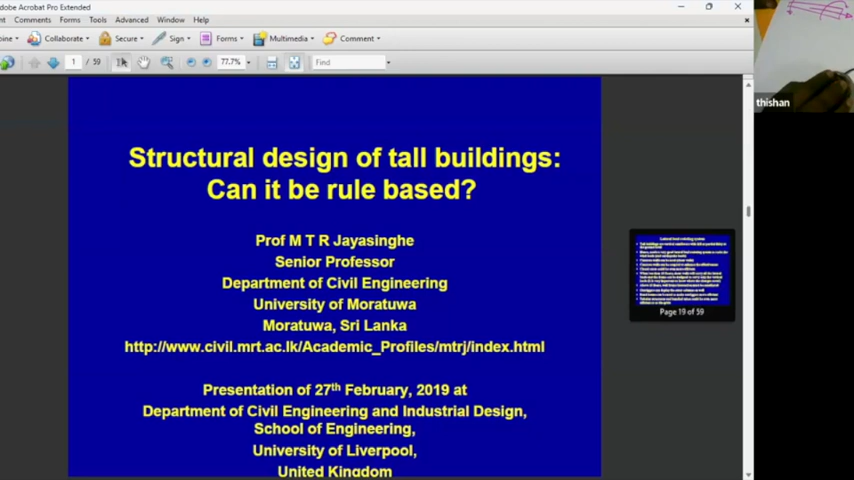 dobe Acrobat Pro Extended
Comments Forms Tools Advanced Window Help
bine Collaborate Secure Sign Forms Multimedia Comment
1 / 59 77.7% Find
Structural design of tall buildings:
Can it be rule based?
Prof M T R Jayasinghe
Senior Professor
Department of Civil Engineering
University of Moratuwa
Moratuwa, Sri Lanka
http://www.civil.mrt.ac.lk/Academic_Profiles/mtrj/index.html
Presentation of 27th February, 2019 at
Department of Civil Engineering and Industrial Design,
School of Engineering,
University of Liverpool,
United Kingdom
Page 19 of 59
thishan